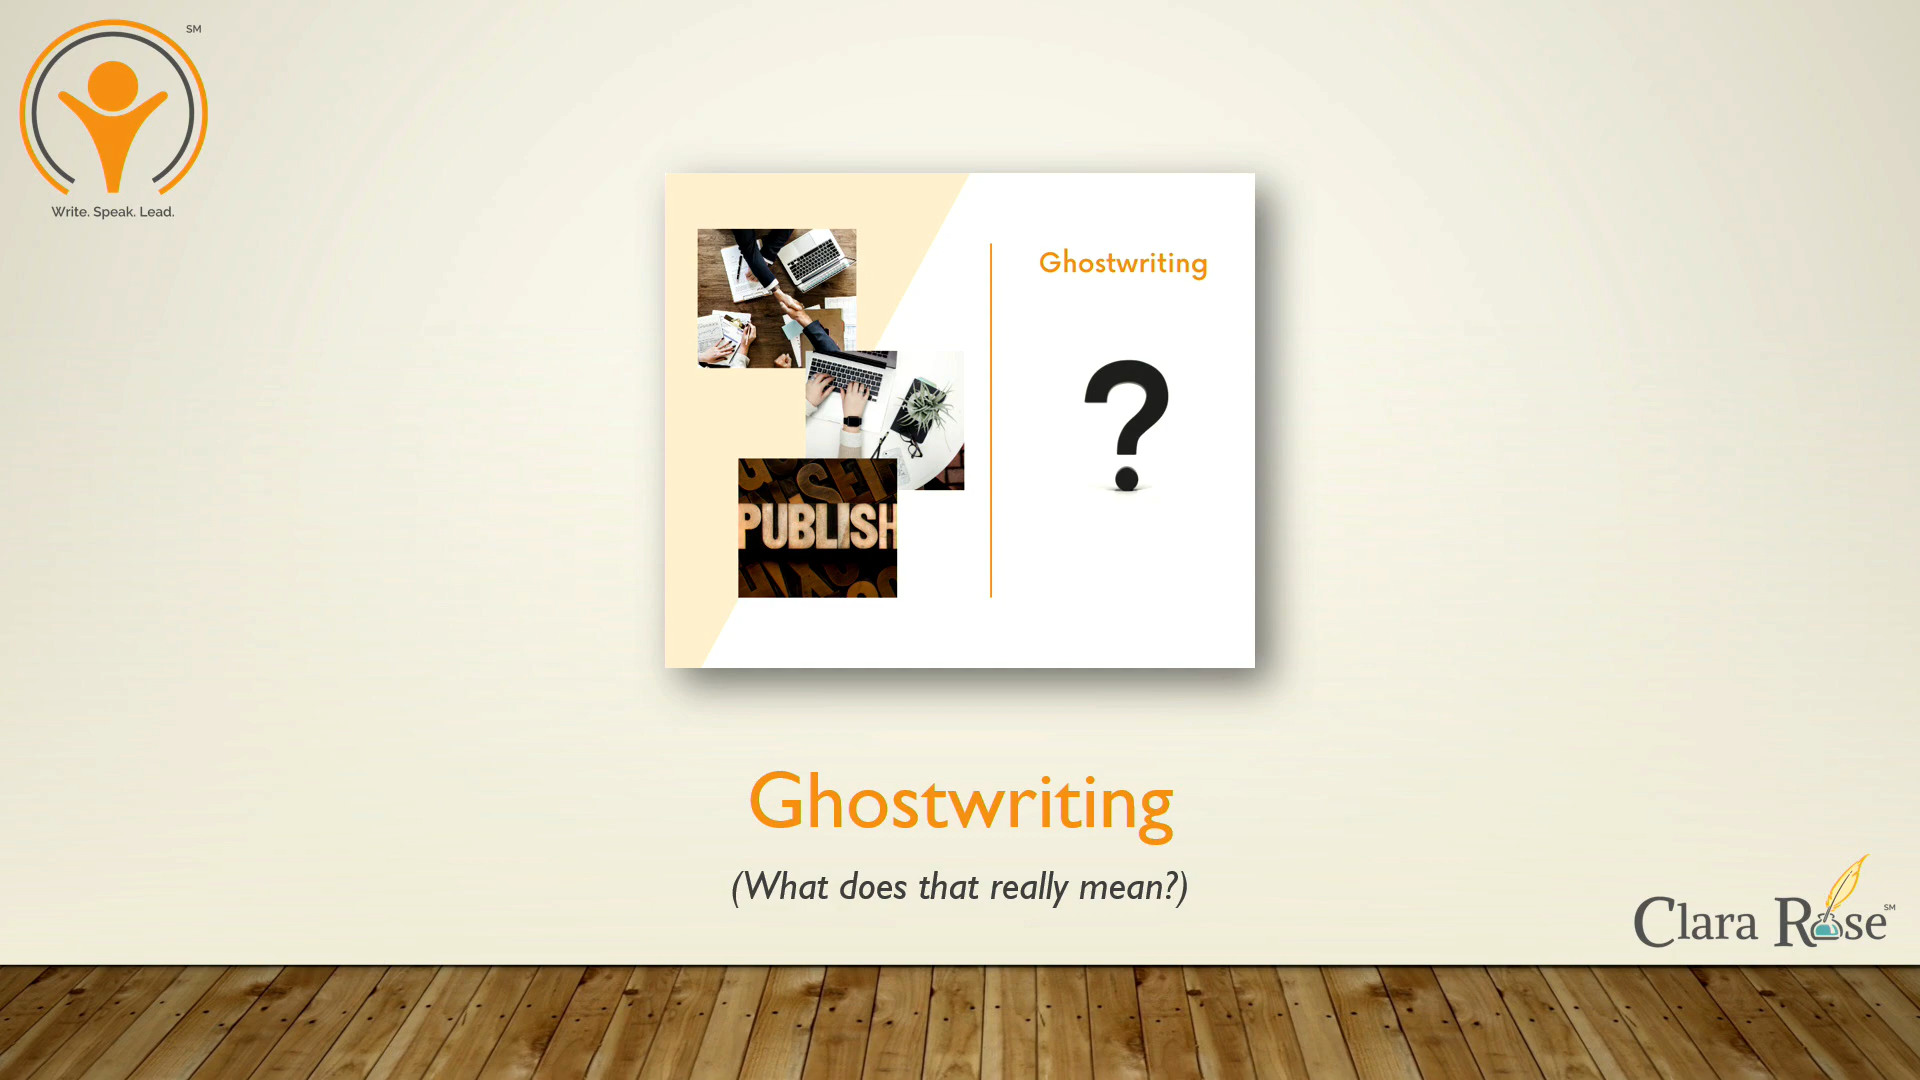 SM
Write. Speak. Lead.
Ghostwriting
?
PUBLISH
Ghostwriting
(What does that really mean?)
Clara Rose SM